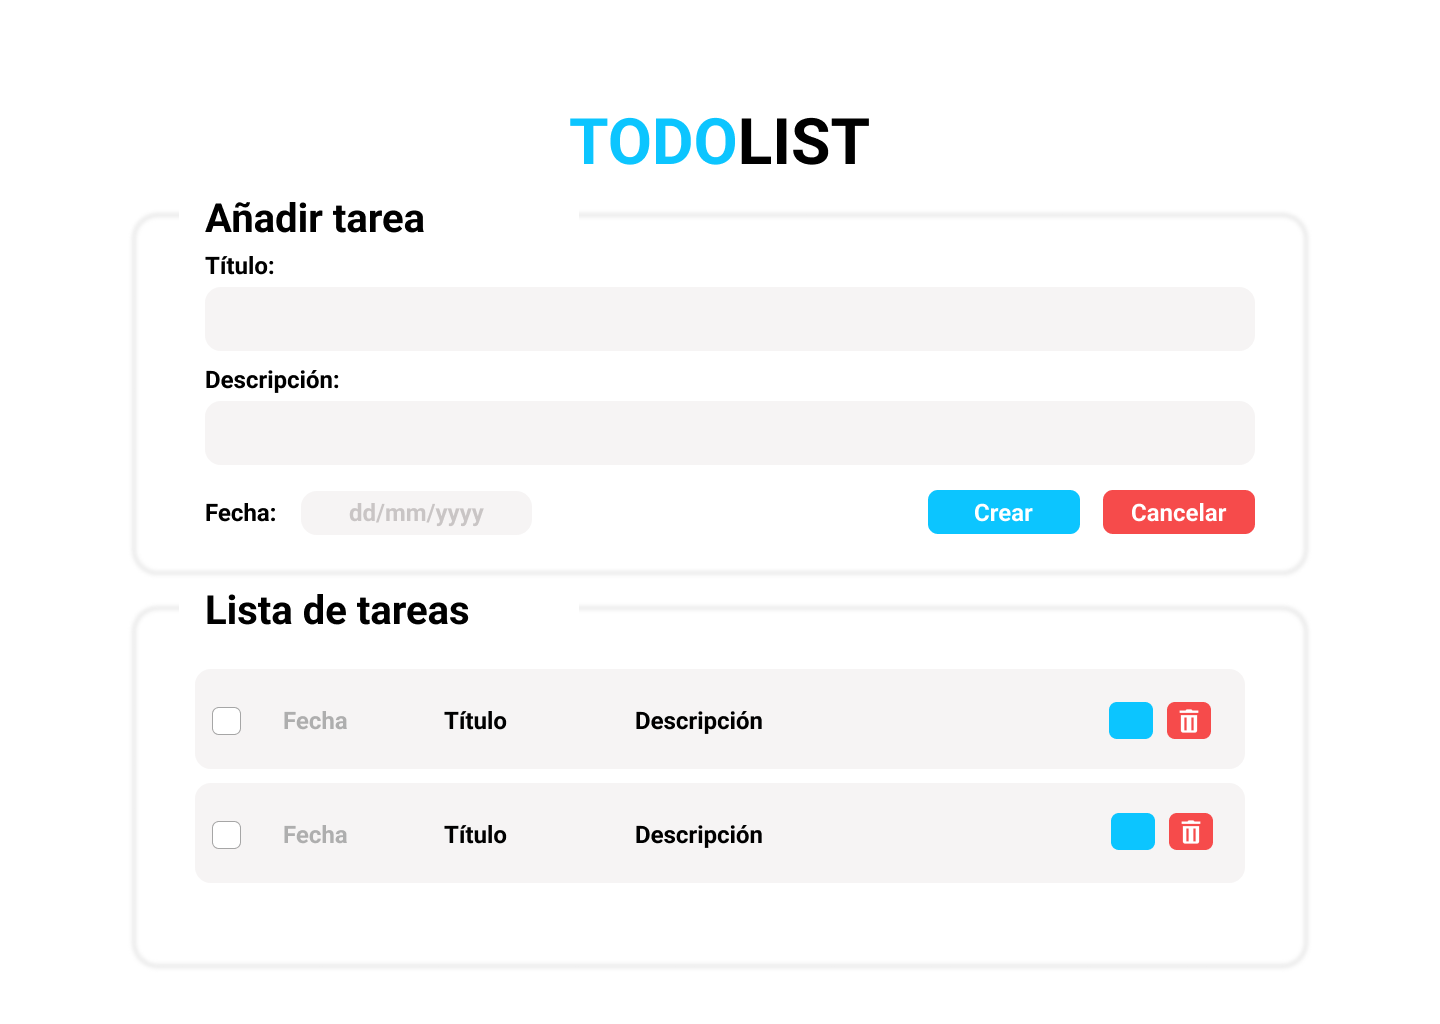 TODOLIST
Añadir tarea
Título:
Descripción:
Fecha: dd/mm/yyyy Crear Cancelar
Lista de tareas
Fecha Título Descripción
Fecha Título Descripción